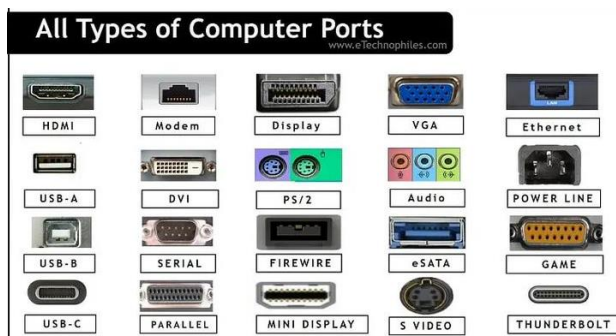 All Types of Computer Ports
www.eTechnophiles.com
HDMI
Modem
Display
VGA
Ethernet
USB-A
DVI
PS/2
Audio
POWER LINE
USB-B
SERIAL
FIREWIRE
eSATA
GAME
USB-C
PARALLEL
MINI DISPLAY
S VIDEO
THUNDERBOLT